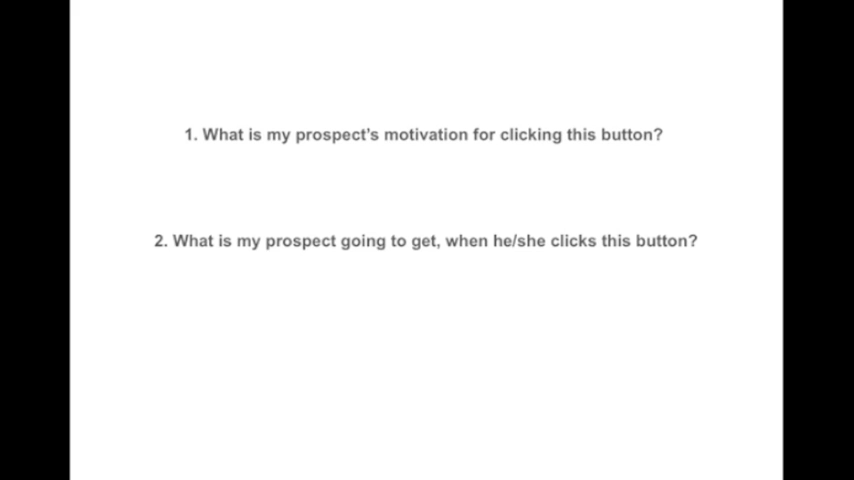 1. What is my prospect’s motivation for clicking this button?
2. What is my prospect going to get, when he/she clicks this button?